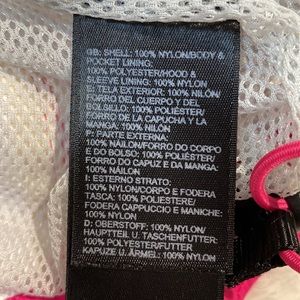 GB: SHELL: 100% NYLON/BODY &
POCKET LINING:
100% POLYESTER/HOOD &
SLEEVE LINING: 100% NYLON
E: TELA EXTERIOR: 100% NILÓN/
FORRO DEL CUERPO Y DEL
BOLSILLO: 100% POLIÉSTER/
FORRO DE LA CAPUCHA Y LA
MANGA: 100% NILÓN
P: PARTE EXTERNA:
100% NÁILON/FORRO DO CORPO
E DO BOLSO: 100% POLIÉSTER/
FORRO DO CAPUZ E DA MANGA:
100% NÁILON
I: ESTERNO STRATO:
100% NYLON/CORPO E FODERA
TASCA: 100% POLIESTERE/
FODERA CAPPUCCIO E MANICHE:
100% NYLON
D: OBERSTOFF: 100% NYLON/
HAUPTTEIL U. TASCHENFUTTER:
100% POLYESTER/FUTTER
KAPUZE U. ÄRMEL: 100% NYLON